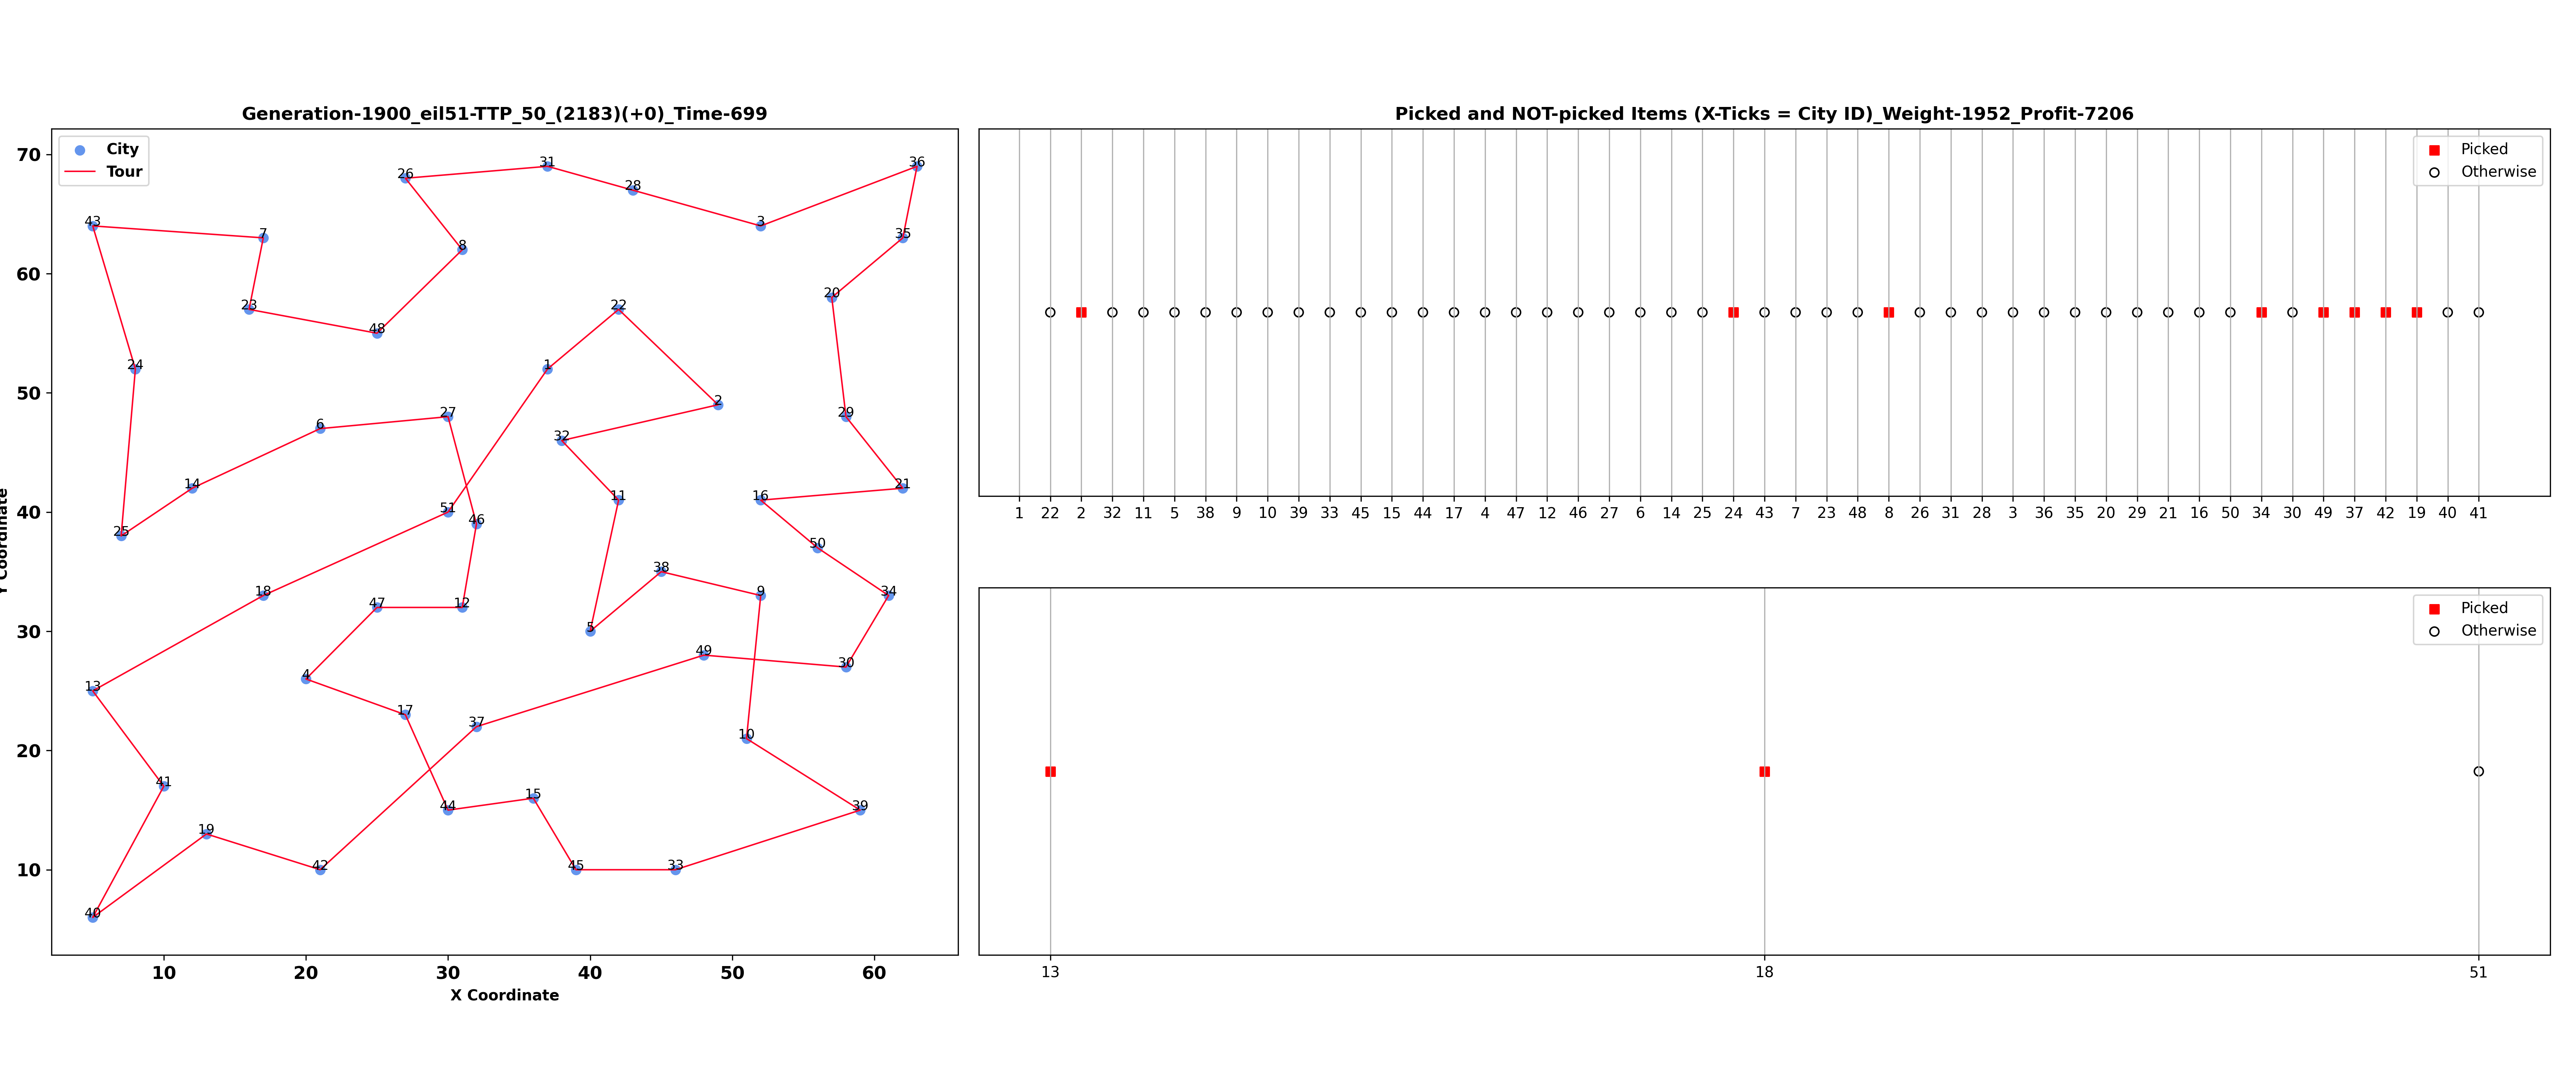 Generation-1900_eil51-TTP_50_(2183)(+0)_Time-699
City
Tour
70
60
50
40
30
20
10
10 20 30 40 50 60
X Coordinate
Y Coordinate
26 31 28 36
43 7 8 3 35
23 48 22 20
24 1 2 29
6 27 32
14 51 46 11 16 21
25 50
18 47 12 5 38 9 34
13 4 17 37 49 30
41 44 15 10 39
19 42 45 33
40
Picked and NOT-picked Items (X-Ticks = City ID)_Weight-1952_Profit-7206
Picked
Otherwise
1 22 2 32 11 5 38 9 10 39 33 45 15 44 17 4 47 12 46 27 6 14 25 24 43 7 23 48 8 26 31 28 3 36 35 20 29 21 16 50 34 30 49 37 42 19 40 41
Picked
Otherwise
13 18 51